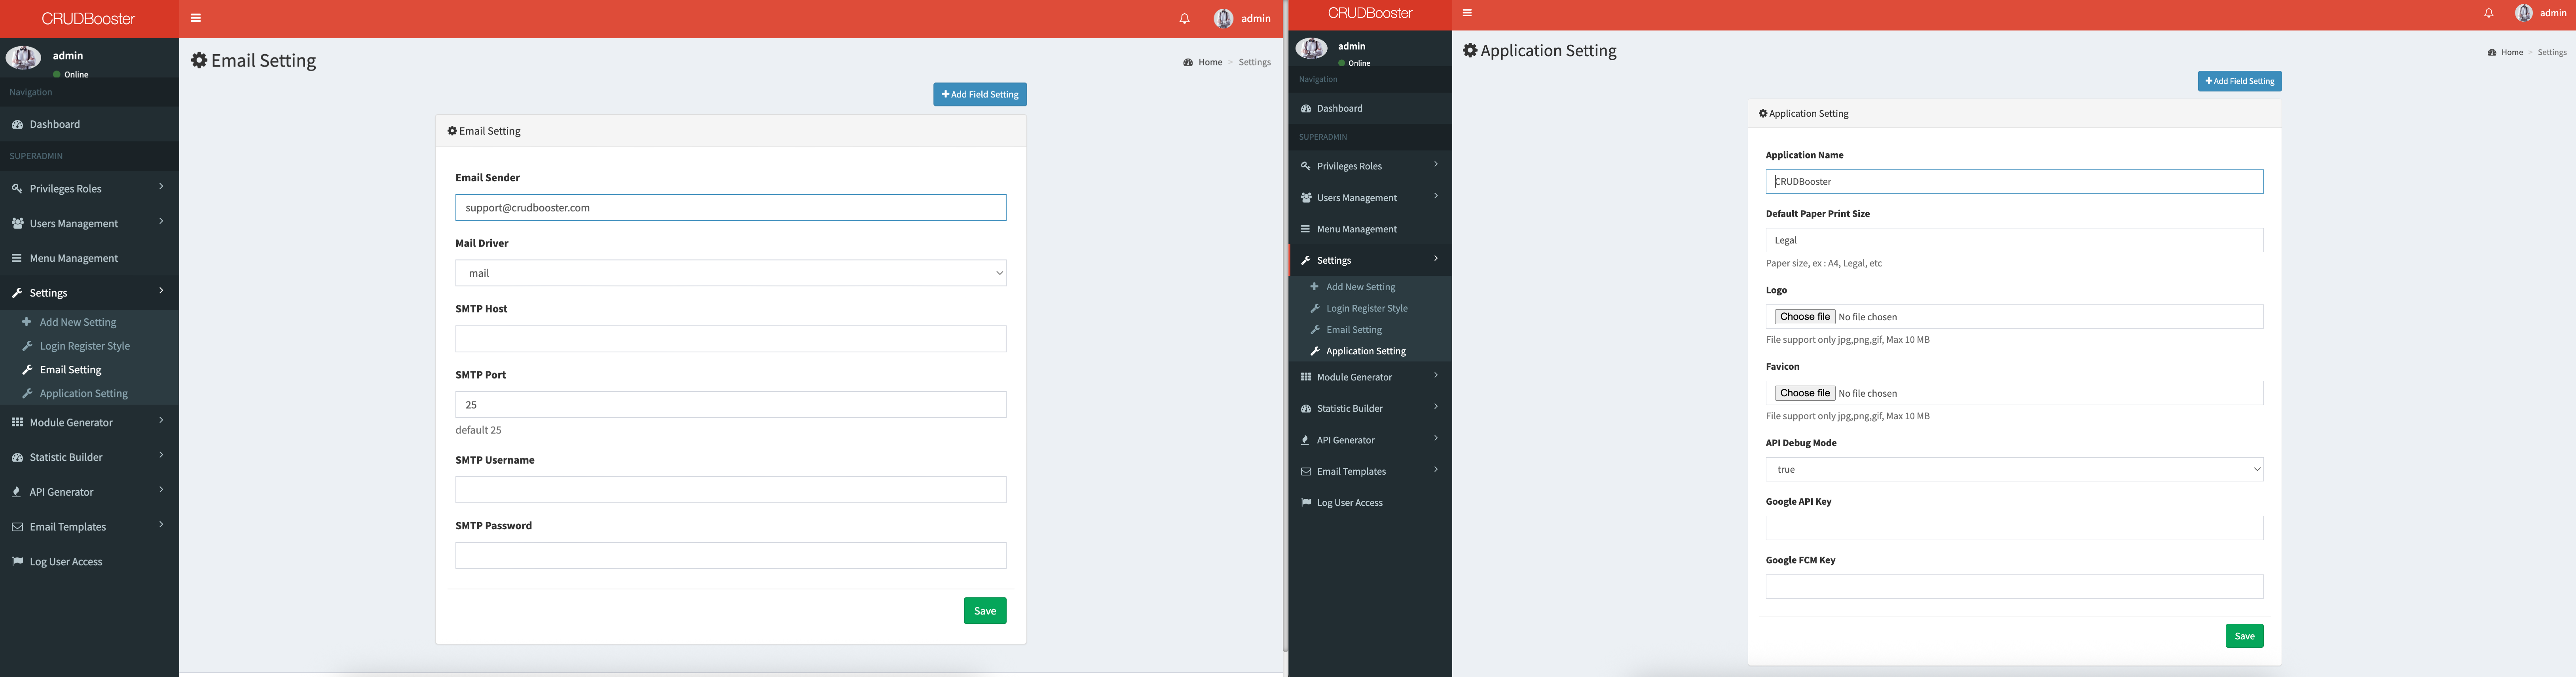 CRUDBooster
admin
admin
Online
Navigation
Dashboard
SUPERADMIN
Privileges Roles
Users Management
Menu Management
Settings
Add New Setting
Login Register Style
Email Setting
Application Setting
Module Generator
Statistic Builder
API Generator
Email Templates
Log User Access
Email Setting
Home > Settings
Add Field Setting
Email Setting
Email Sender
support@crudbooster.com
Mail Driver
mail
SMTP Host
SMTP Port
25
default 25
SMTP Username
SMTP Password
Save
CRUDBooster
admin
admin
Online
Navigation
Dashboard
SUPERADMIN
Privileges Roles
Users Management
Menu Management
Settings
Add New Setting
Login Register Style
Email Setting
Application Setting
Module Generator
Statistic Builder
API Generator
Email Templates
Log User Access
Application Setting
Home > Settings
Add Field Setting
Application Setting
Application Name
CRUDBooster
Default Paper Print Size
Legal
Paper size, ex : A4, Legal, etc
Logo
Choose file No file chosen
File support only jpg,png,gif, Max 10 MB
Favicon
Choose file No file chosen
File support only jpg,png,gif, Max 10 MB
API Debug Mode
true
Google API Key
Google FCM Key
Save